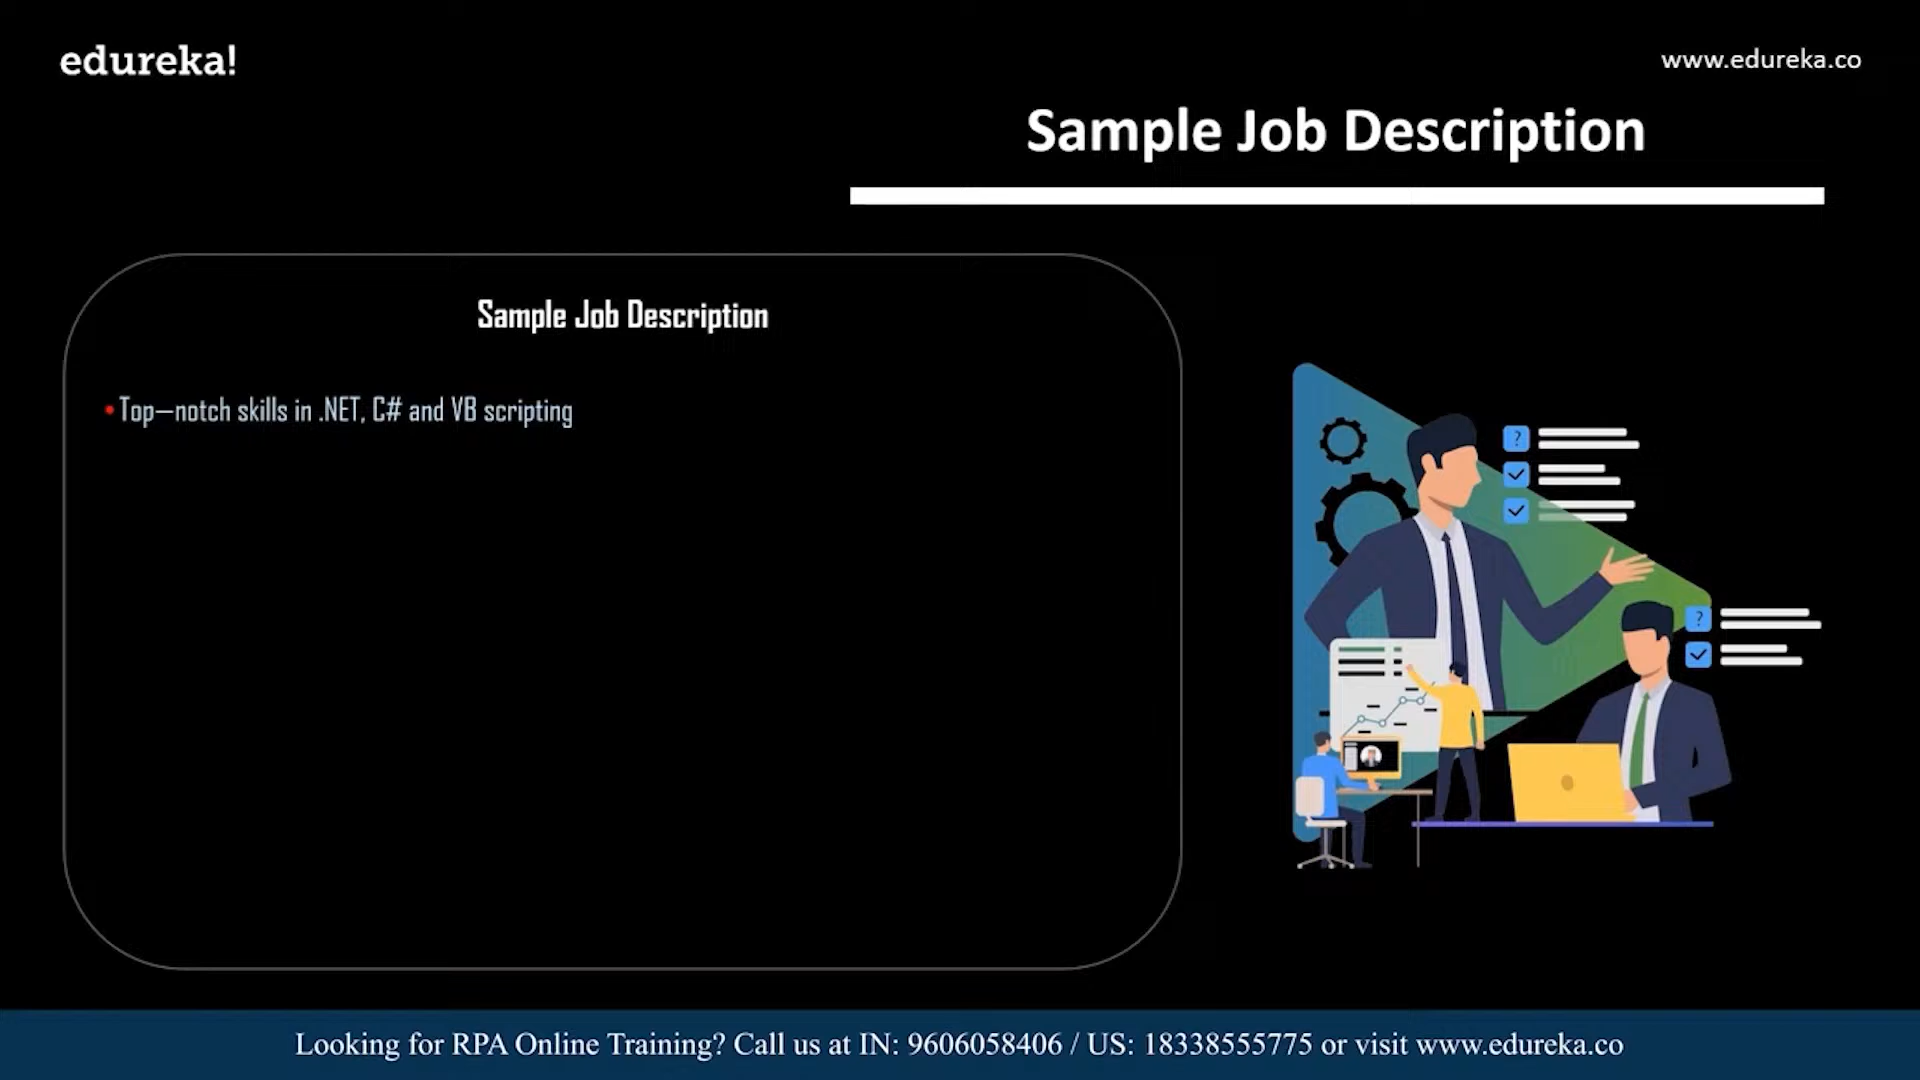 edureka!
www.edureka.co
Sample Job Description
Sample Job Description
• Top—notch skills in .NET, C# and VB scripting
?
?
Looking for RPA Online Training? Call us at IN: 9606058406 / US: 18338555775 or visit www.edureka.co